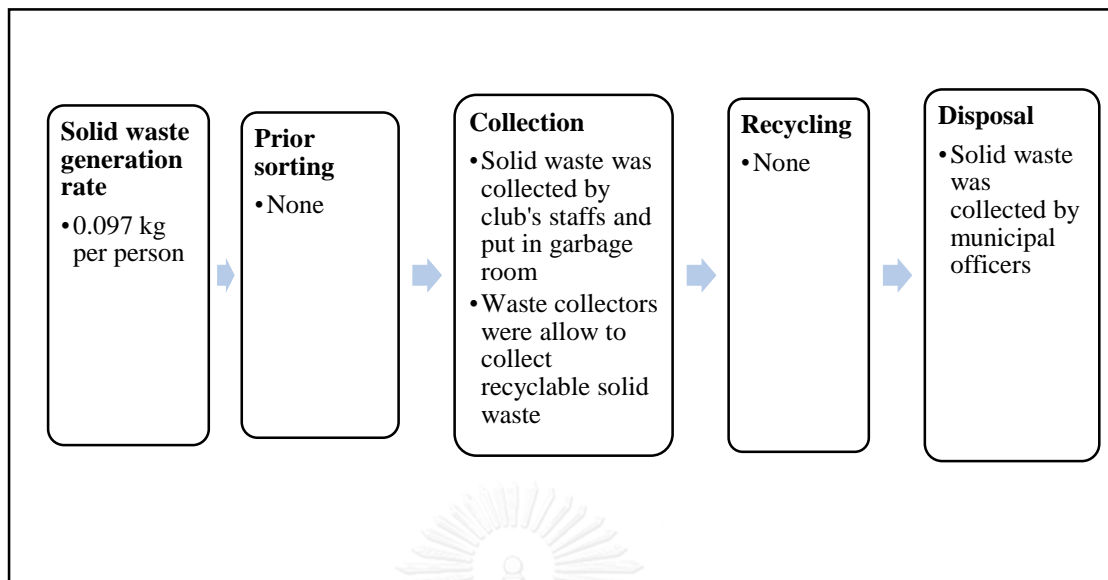 Solid waste
generation
rate
•0.097 kg
per person
Prior
sorting
•None
Collection
•Solid waste was
collected by
club's staffs and
put in garbage
room
•Waste collectors
were allow to
collect
recyclable solid
waste
Recycling
•None
Disposal
•Solid waste
was
collected by
municipal
officers